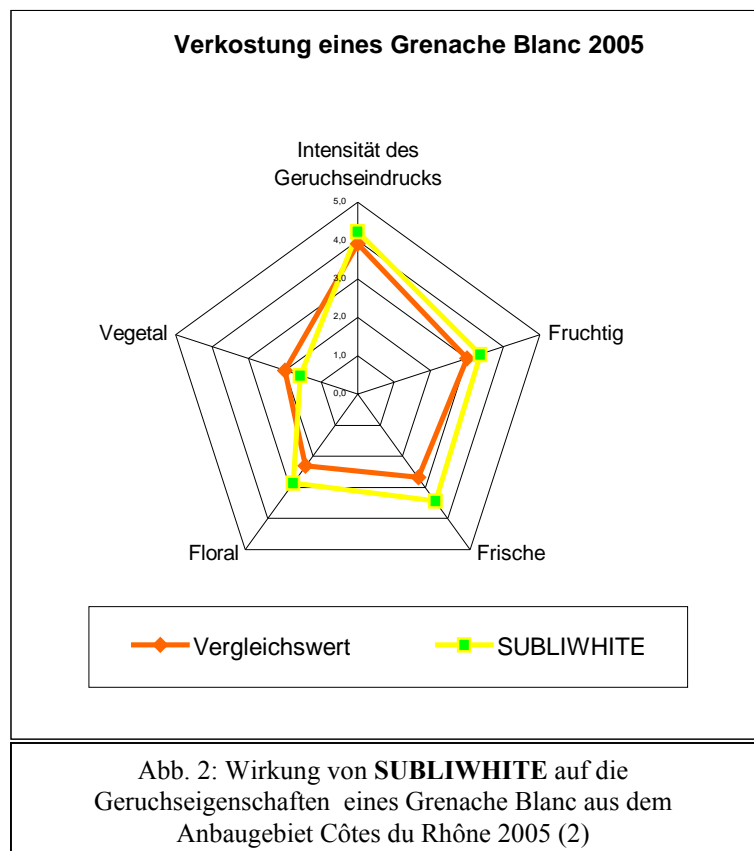 Verkostung eines Grenache Blanc 2005
Intensität des
Geruchseindrucks
5,0
4,0
3,0
2,0
1,0
0,0
Fruchtig
Frische
Floral
Vegetal
Vergleichswert
SUBLIWHITE
Abb. 2: Wirkung von SUBLIWHITE auf die
Geruchseigenschaften eines Grenache Blanc aus dem
Anbaugebiet Côtes du Rhône 2005 (2)